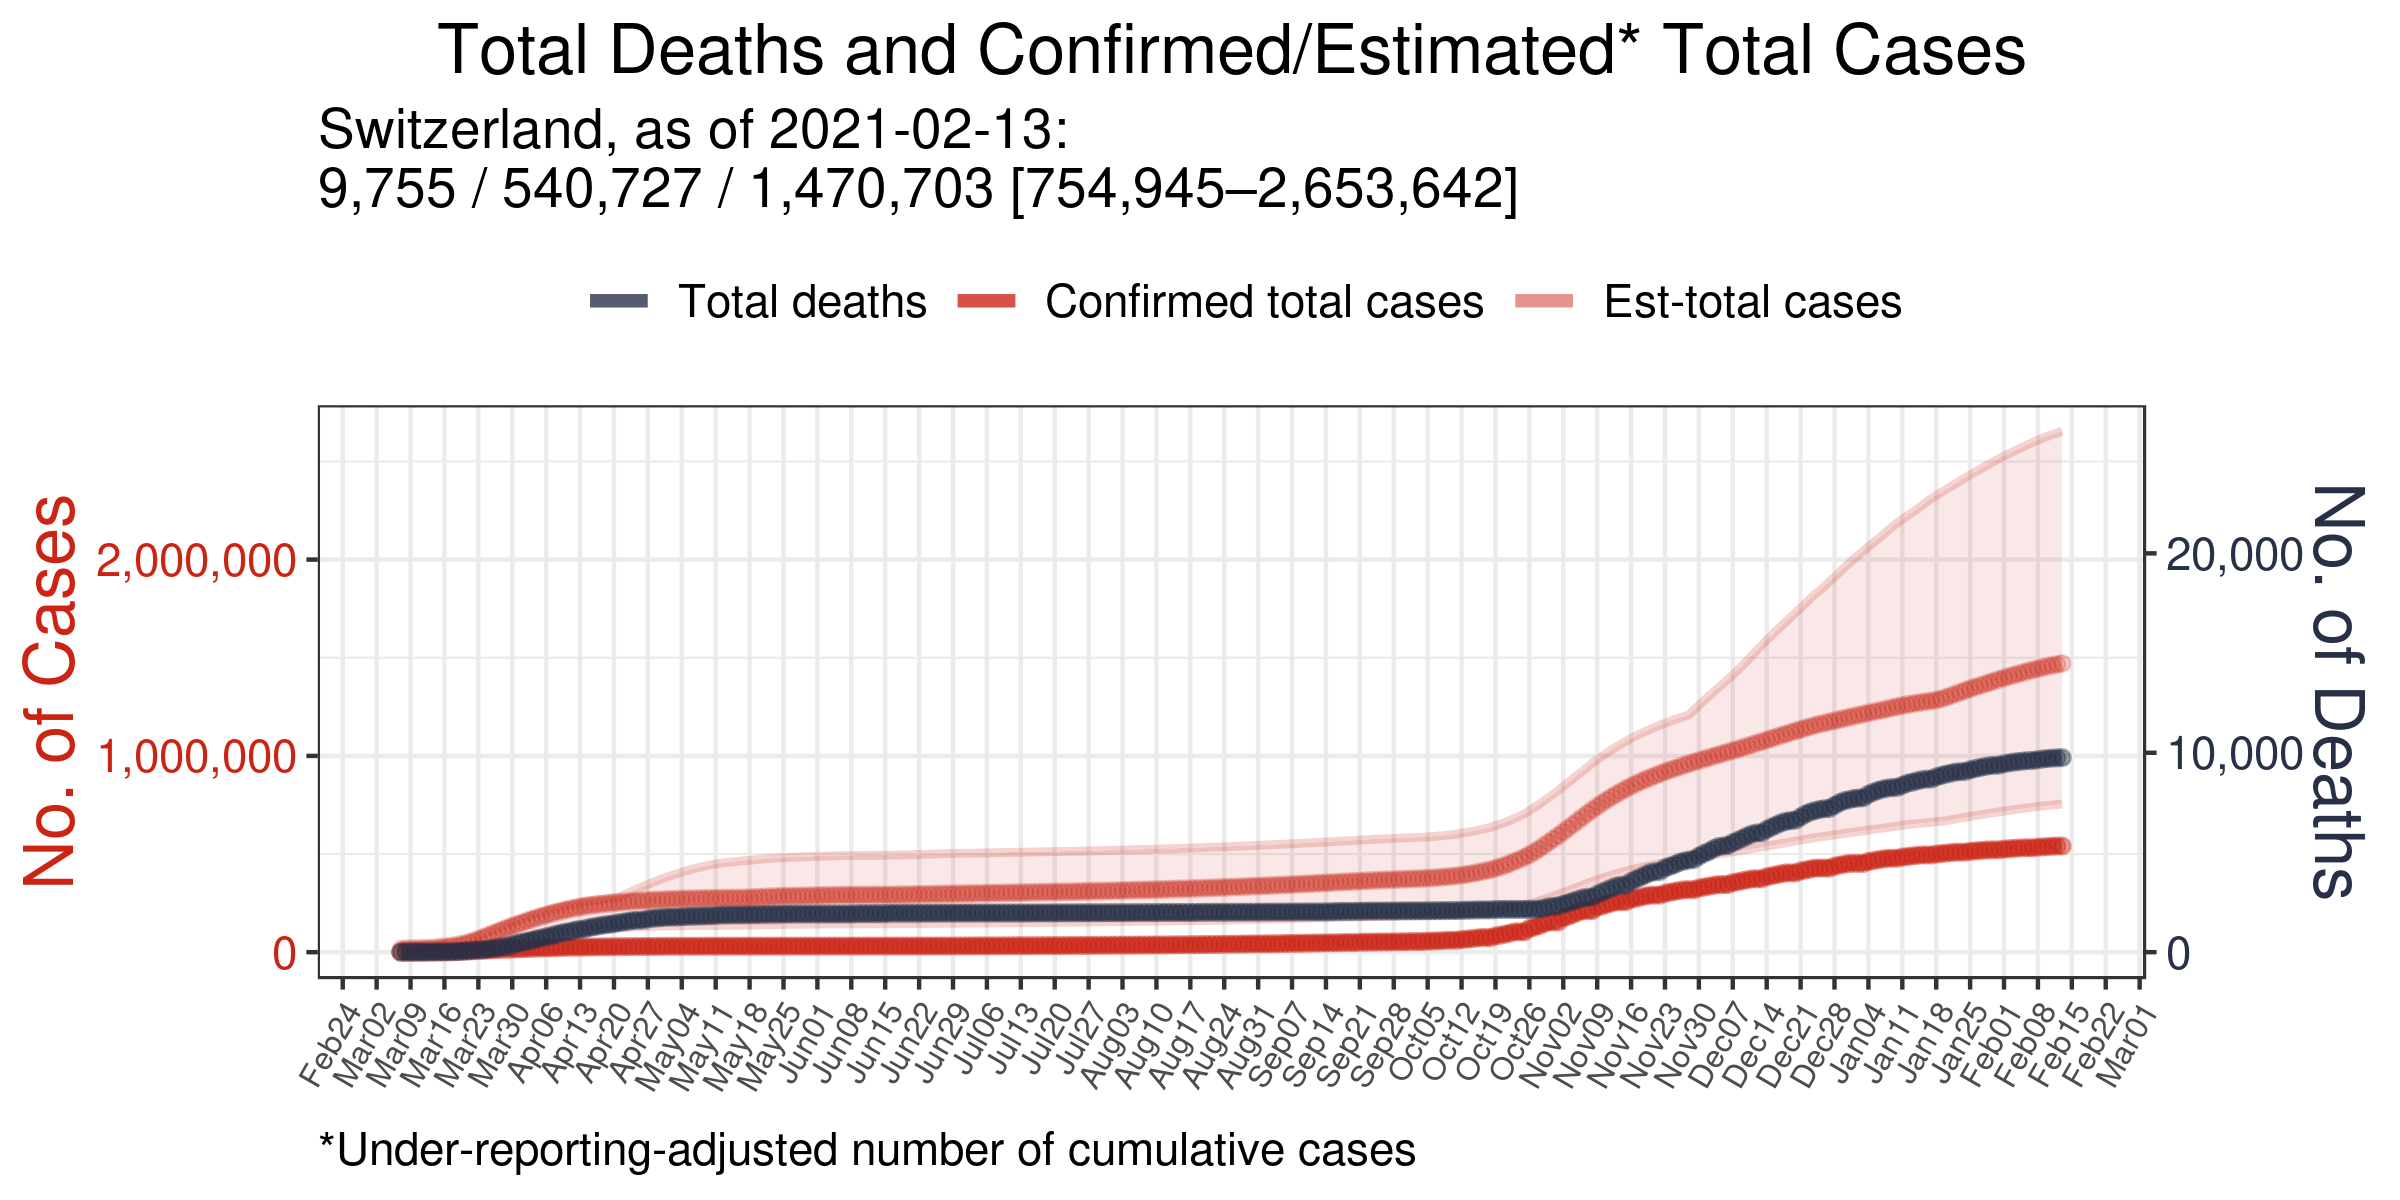 Total Deaths and Confirmed/Estimated* Total Cases
Switzerland, as of 2021-02-13:
9,755 / 540,727 / 1,470,703 [754,945–2,653,642]
Total deaths
Confirmed total cases
Est-total cases
No. of Cases
2,000,000
1,000,000
0
20,000
10,000
0
No. of Deaths
Feb24
Mar02
Mar09
Mar16
Mar23
Mar30
Apr06
Apr13
Apr20
Apr27
May04
May11
May18
May25
Jun01
Jun08
Jun15
Jun22
Jun29
Jul06
Jul13
Jul20
Jul27
Aug03
Aug10
Aug17
Aug24
Aug31
Sep07
Sep14
Sep21
Sep28
Oct05
Oct12
Oct19
Oct26
Nov02
Nov09
Nov16
Nov23
Nov30
Dec07
Dec14
Dec21
Dec28
Jan04
Jan11
Jan18
Jan25
Feb01
Feb08
Feb15
Feb22
Mar01
*Under-reporting-adjusted number of cumulative cases